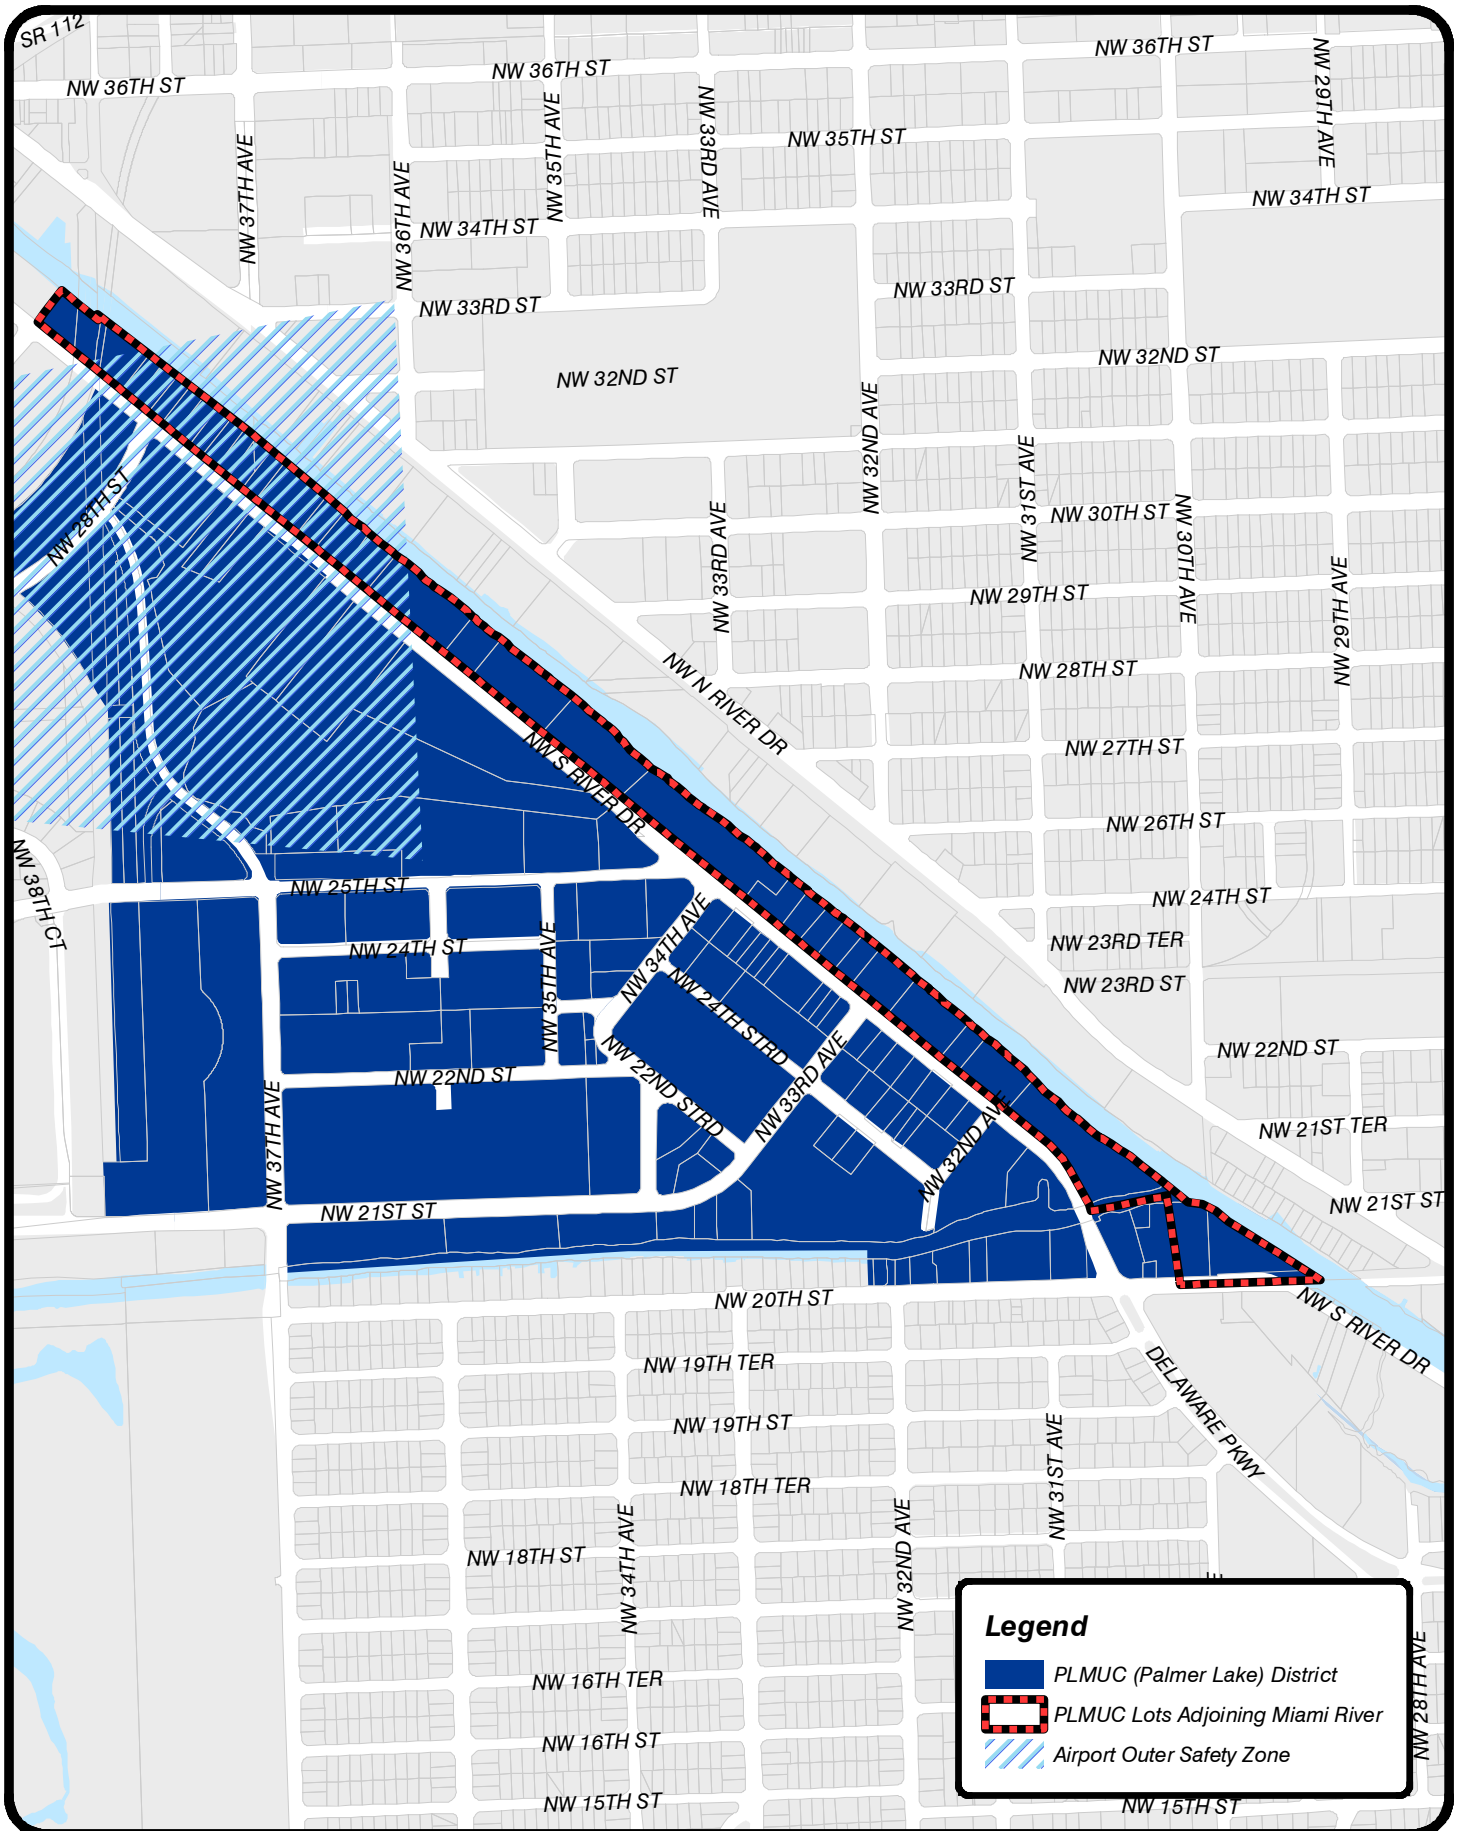 SR 112
NW 36TH ST
NW 36TH ST
NW 36TH ST
NW 37TH AVE
NW 36TH AVE
NW 35TH AVE
NW 33RD AVE
NW 35TH ST
NW 29TH AVE
NW 34TH ST
NW 34TH ST
NW 33RD ST
NW 33RD ST
NW 32ND ST
NW 32ND ST
NW 32ND AVE
NW 31ST AVE
NW 30TH ST
NW 30TH AVE
NW 28TH ST
NW 33RD AVE
NW 29TH ST
NW 29TH AVE
NW 28TH ST
NW N RIVER DR
NW 27TH ST
NW S RIVER DR
NW 26TH ST
NW 38TH CT
NW 25TH ST
NW 24TH ST
NW 24TH ST
NW 35TH AVE
NW 34TH AVE
NW 23RD TER
NW 23RD ST
NW 24TH STRD
NW 22ND ST
NW 22ND ST
NW 22ND STRD
NW 33RD AVE
NW 37TH AVE
NW 32ND AVE
NW 21ST TER
NW 21ST ST
NW 21ST ST
NW 20TH ST
NW S RIVER DR
NW 19TH TER
DELAWARE PKWY
NW 19TH ST
NW 31ST AVE
NW 18TH TER
NW 34TH AVE
NW 32ND AVE
NW 18TH ST
E
NW 16TH TER
NW 16TH ST
NW 15TH ST
NW 15TH ST
NW 28TH AVE
Legend
PLMUC (Palmer Lake) District
PLMUC Lots Adjoining Miami River
Airport Outer Safety Zone